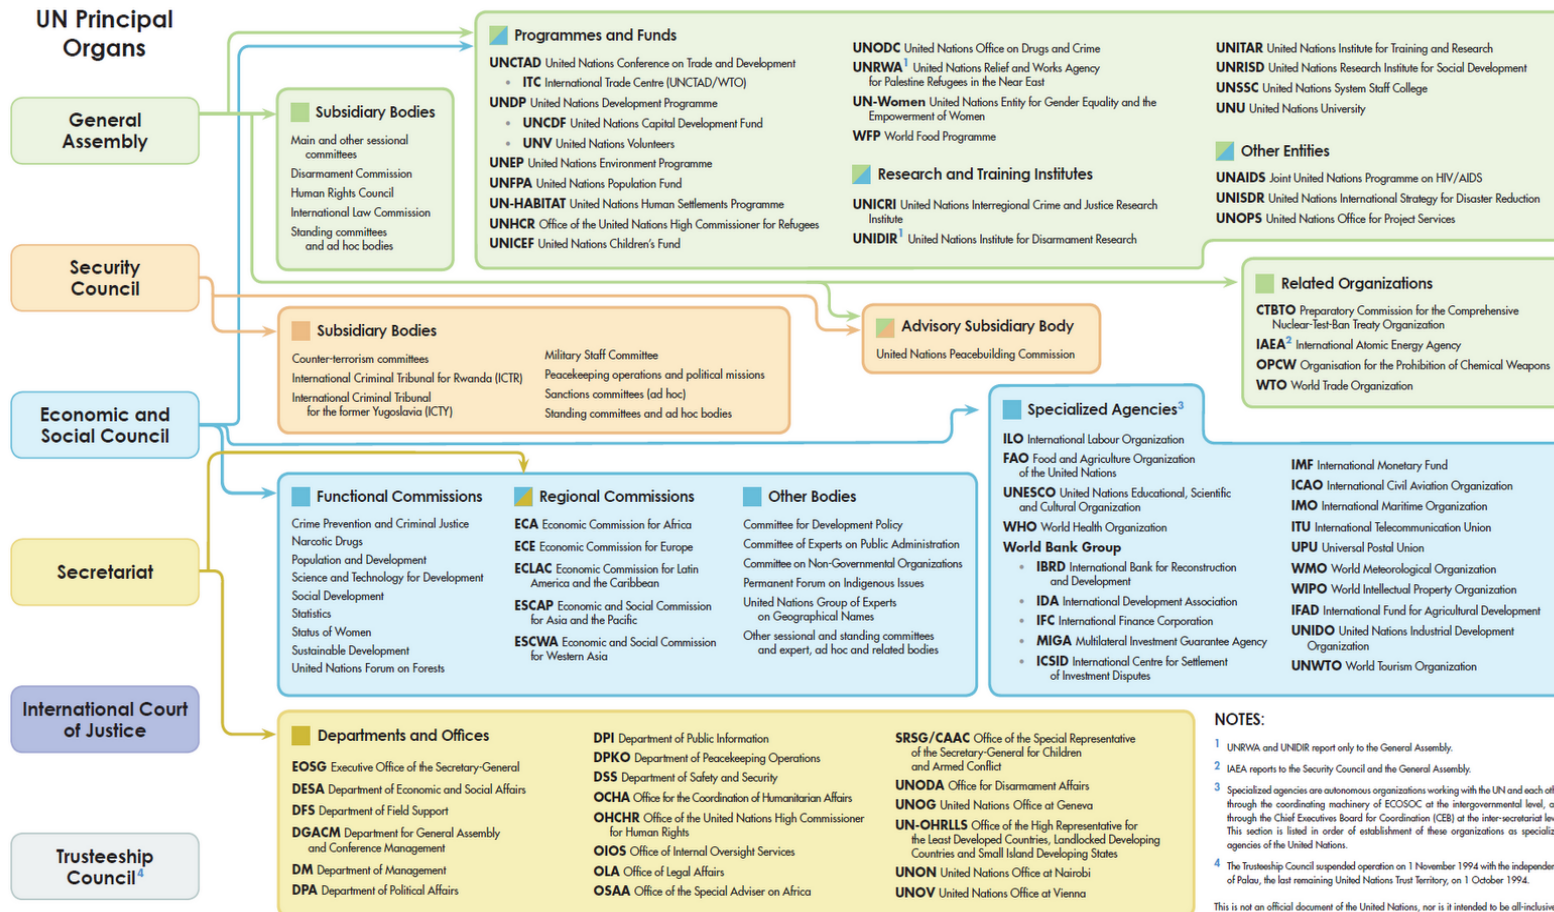 UN Principal
Organs
General
Assembly
Security
Council
Economic and
Social Council
Secretariat
International Court
of Justice
Trusteeship
Council4
Subsidiary Bodies
Main and other sessional
committees
Disarmament Commission
Human Rights Council
International Law Commission
Standing committees
and ad hoc bodies
Programmes and Funds
UNCTAD United Nations Conference on Trade and Development
• ITC International Trade Centre (UNCTAD/WTO)
UNDP United Nations Development Programme
• UNCDF United Nations Capital Development Fund
• UNV United Nations Volunteers
UNEP United Nations Environment Programme
UNFPA United Nations Population Fund
UN-HABITAT United Nations Human Settlements Programme
UNHCR Office of the United Nations High Commissioner for Refugees
UNICEF United Nations Children's Fund
UNODC United Nations Office on Drugs and Crime
UNRWA1 United Nations Relief and Works Agency
for Palestine Refugees in the Near East
UN-Women United Nations Entity for Gender Equality and the
Empowerment of Women
WFP World Food Programme
Research and Training Institutes
UNICRI United Nations Interregional Crime and Justice Research
Institute
UNIDIR1 United Nations Institute for Disarmament Research
UNITAR United Nations Institute for Training and Research
UNRISD United Nations Research Institute for Social Development
UNSSC United Nations System Staff College
UNU United Nations University
Other Entities
UNAIDS Joint United Nations Programme on HIV/AIDS
UNISDR United Nations International Strategy for Disaster Reduction
UNOPS United Nations Office for Project Services
Subsidiary Bodies
Counter-terrorism committees
International Criminal Tribunal for Rwanda (ICTR)
International Criminal Tribunal
for the former Yugoslavia (ICTY)
Military Staff Committee
Peacekeeping operations and political missions
Sanctions committees (ad hoc)
Standing committees and ad hoc bodies
Advisory Subsidiary Body
United Nations Peacebuilding Commission
Related Organizations
CTBTO Preparatory Commission for the Comprehensive
Nuclear-Test-Ban Treaty Organization
IAEA2 International Atomic Energy Agency
OPCW Organisation for the Prohibition of Chemical Weapons
WTO World Trade Organization
Functional Commissions
Crime Prevention and Criminal Justice
Narcotic Drugs
Population and Development
Science and Technology for Development
Social Development
Statistics
Status of Women
Sustainable Development
United Nations Forum on Forests
Regional Commissions
ECA Economic Commission for Africa
ECE Economic Commission for Europe
ECLAC Economic Commission for Latin
America and the Caribbean
ESCAP Economic and Social Commission
for Asia and the Pacific
ESCWA Economic and Social Commission
for Western Asia
Other Bodies
Committee for Development Policy
Committee of Experts on Public Administration
Committee on Non-Governmental Organizations
Permanent Forum on Indigenous Issues
United Nations Group of Experts
on Geographical Names
Other sessional and standing committees
and expert, ad hoc and related bodies
Specialized Agencies3
ILO International Labour Organization
FAO Food and Agriculture Organization
of the United Nations
UNESCO United Nations Educational, Scientific
and Cultural Organization
WHO World Health Organization
World Bank Group
• IBRD International Bank for Reconstruction
and Development
• IDA International Development Association
• IFC International Finance Corporation
• MIGA Multilateral Investment Guarantee Agency
• ICSID International Centre for Settlement
of Investment Disputes
IMF International Monetary Fund
ICAO International Civil Aviation Organization
IMO International Maritime Organization
ITU International Telecommunication Union
UPU Universal Postal Union
WMO World Meteorological Organization
WIPO World Intellectual Property Organization
IFAD International Fund for Agricultural Development
UNIDO United Nations Industrial Development
Organization
UNWTO World Tourism Organization
Departments and Offices
EOSG Executive Office of the Secretary-General
DESA Department of Economic and Social Affairs
DFS Department of Field Support
DGACM Department for General Assembly
and Conference Management
DM Department of Management
DPA Department of Political Affairs
DPI Department of Public Information
DPKO Department of Peacekeeping Operations
DSS Department of Safety and Security
OCHA Office for the Coordination of Humanitarian Affairs
OHCHR Office of the United Nations High Commissioner
for Human Rights
OIOS Office of Internal Oversight Services
OLA Office of Legal Affairs
OSAA Office of the Special Adviser on Africa
SRSG/CAAC Office of the Special Representative
of the Secretary-General for Children
and Armed Conflict
UNODA Office for Disarmament Affairs
UNOG United Nations Office at Geneva
UN-OHRLLS Office of the High Representative for
the Least Developed Countries, Landlocked Developing
Countries and Small Island Developing States
UNON United Nations Office at Nairobi
UNOV United Nations Office at Vienna
NOTES:
1 UNRWA and UNIDIR report only to the General Assembly.
2 IAEA reports to the Security Council and the General Assembly.
3 Specialized agencies are autonomous organizations working with the UN and each oth
through the coordinating machinery of ECOSOC at the intergovernmental level, a
through the Chief Executives Board for Coordination (CEB) at the inter-secretariat lev
This section is listed in order of establishment of these organizations as specializ
agencies of the United Nations.
4 The Trusteeship Council suspended operation on 1 November 1994 with the independen
of Palau, the last remaining United Nations Trust Territory, on 1 October 1994.
This is not an official document of the United Nations, nor is it intended to be all-inclusive